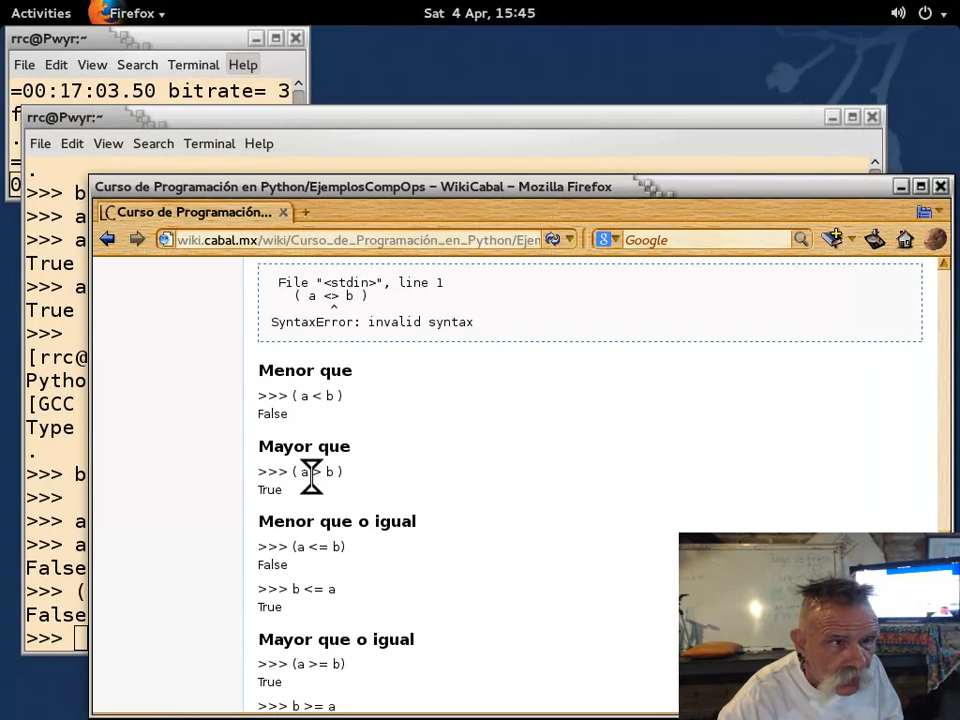 Activities Firefox Sat 4 Apr, 15:45
rrc@Pwyr:~
File Edit View Search Terminal Help
=00:17:03.50 bitrate= 3
f
.
=
0
rrc@Pwyr:~
File Edit View Search Terminal Help
.
>>> b
>>> a
>>> a
True
>>> a
True
>>>
[rrc@
Pytho
[GCC
Type
.
>>> b
>>>
>>> a
>>> a
False
>>> (
False
>>>
Curso de Programación en Python/EjemplosCompOps – WikiCabal – Mozilla Firefox
Curso de Programación...
wiki.cabal.mx/wiki/Curso_de_Programación_en_Python/Ejen
Google
File "<stdin>", line 1
( a <> b )
^
SyntaxError: invalid syntax
Menor que
>>> ( a < b )
False
Mayor que
>>> ( a > b )
True
Menor que o igual
>>> (a <= b)
False
>>> b <= a
True
Mayor que o igual
>>> (a >= b)
True
>>> b >= a